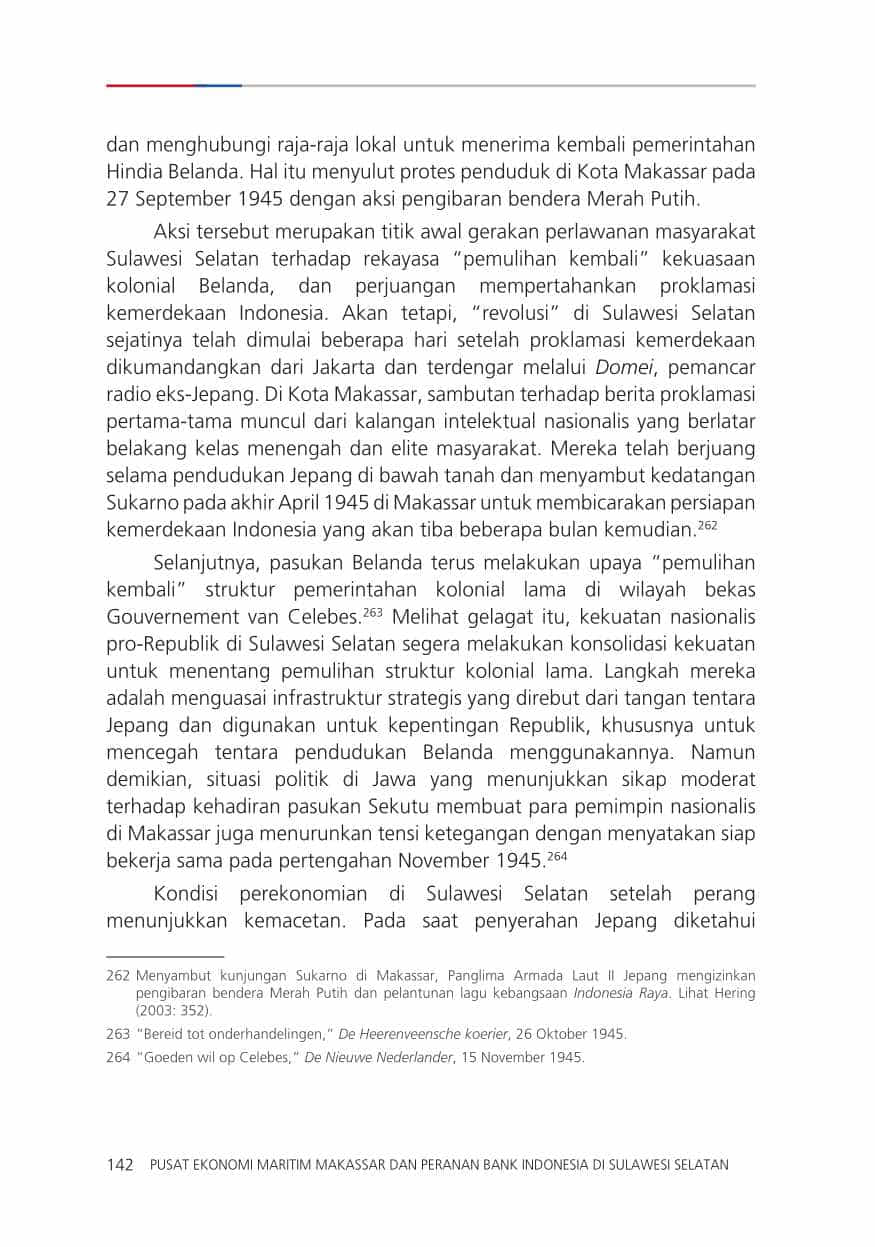 dan menghubungi raja-raja lokal untuk menerima kembali pemerintahan
Hindia Belanda. Hal itu menyulut protes penduduk di Kota Makassar pada
27 September 1945 dengan aksi pengibaran bendera Merah Putih.
Aksi tersebut merupakan titik awal gerakan perlawanan masyarakat
Sulawesi Selatan terhadap rekayasa “pemulihan kembali” kekuasaan
kolonial Belanda, dan perjuangan mempertahankan proklamasi
kemerdekaan Indonesia. Akan tetapi, “revolusi” di Sulawesi Selatan
sejatinya telah dimulai beberapa hari setelah proklamasi kemerdekaan
dikumandangkan dari Jakarta dan terdengar melalui Domei, pemancar
radio eks-Jepang. Di Kota Makassar, sambutan terhadap berita proklamasi
pertama-tama muncul dari kalangan intelektual nasionalis yang berlatar
belakang kelas menengah dan elite masyarakat. Mereka telah berjuang
selama pendudukan Jepang di bawah tanah dan menyambut kedatangan
Sukarno pada akhir April 1945 di Makassar untuk membicarakan persiapan
kemerdekaan Indonesia yang akan tiba beberapa bulan kemudian.262
Selanjutnya, pasukan Belanda terus melakukan upaya “pemulihan
kembali” struktur pemerintahan kolonial lama di wilayah bekas
Gouvernement van Celebes.263 Melihat gelagat itu, kekuatan nasionalis
pro-Republik di Sulawesi Selatan segera melakukan konsolidasi kekuatan
untuk menentang pemulihan struktur kolonial lama. Langkah mereka
adalah menguasai infrastruktur strategis yang direbut dari tangan tentara
Jepang dan digunakan untuk kepentingan Republik, khususnya untuk
mencegah tentara pendudukan Belanda menggunakannya. Namun
demikian, situasi politik di Jawa yang menunjukkan sikap moderat
terhadap kehadiran pasukan Sekutu membuat para pemimpin nasionalis
di Makassar juga menurunkan tensi ketegangan dengan menyatakan siap
bekerja sama pada pertengahan November 1945.264
Kondisi perekonomian di Sulawesi Selatan setelah perang
menunjukkan kemacetan. Pada saat penyerahan Jepang diketahui
262 Menyambut kunjungan Sukarno di Makassar, Panglima Armada Laut II Jepang mengizinkan
pengibaran bendera Merah Putih dan pelantunan lagu kebangsaan Indonesia Raya. Lihat Hering
(2003: 352).
263 “Bereid tot onderhandelingen,” De Heerenveensche koerier, 26 Oktober 1945.
264 “Goeden wil op Celebes,” De Nieuwe Nederlander, 15 November 1945.
142 PUSAT EKONOMI MARITIM MAKASSAR DAN PERANAN BANK INDONESIA DI SULAWESI SELATAN